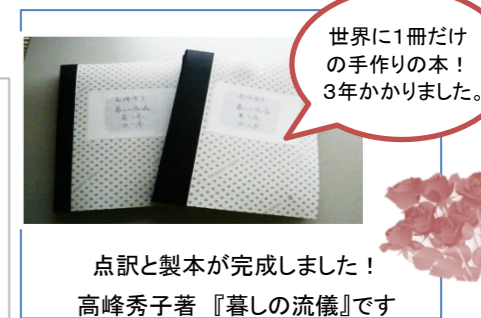 世界に1冊だけ
の手作りの本！
3年かかりました。
点訳と製本が完成しました！
高峰秀子著 『暮しの流儀』です